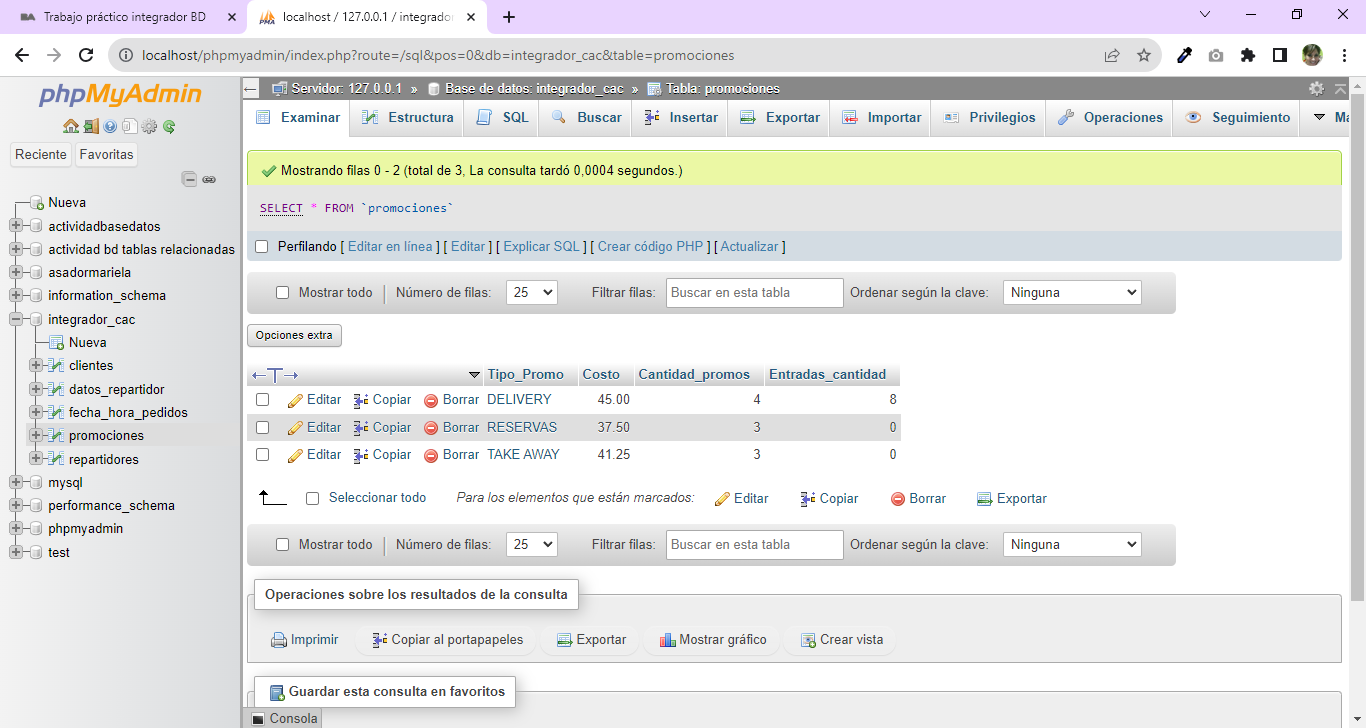 Trabajo práctico integrador BD
localhost / 127.0.0.1 / integrador
localhost/phpmyadmin/index.php?route=/sql&pos=0&db=integrador_cac&table=promociones
phpMyAdmin
Reciente Favoritas
Nueva
actividadbasedatos
actividad bd tablas relacionadas
asadormariela
information_schema
integrador_cac
Nueva
clientes
datos_repartidor
fecha_hora_pedidos
promociones
repartidores
mysql
performance_schema
phpmyadmin
test
Servidor: 127.0.0.1 » Base de datos: integrador_cac » Tabla: promociones
Examinar Estructura SQL Buscar Insertar Exportar Importar Privilegios Operaciones Seguimiento Má
Mostrando filas 0 - 2 (total de 3, La consulta tardó 0,0004 segundos.)
SELECT * FROM `promociones`
Perfilando [ Editar en línea ] [ Editar ] [ Explicar SQL ] [ Crear código PHP ] [ Actualizar ]
Mostrar todo Número de filas: 25 Filtrar filas: Buscar en esta tabla Ordenar según la clave: Ninguna
Opciones extra
←T→ Tipo_Promo Costo Cantidad_promos Entradas_cantidad
Editar Copiar Borrar DELIVERY 45.00 4 8
Editar Copiar Borrar RESERVAS 37.50 3 0
Editar Copiar Borrar TAKE AWAY 41.25 3 0
Seleccionar todo Para los elementos que están marcados: Editar Copiar Borrar Exportar
Mostrar todo Número de filas: 25 Filtrar filas: Buscar en esta tabla Ordenar según la clave: Ninguna
Operaciones sobre los resultados de la consulta
Imprimir Copiar al portapapeles Exportar Mostrar gráfico Crear vista
Guardar esta consulta en favoritos
Consola